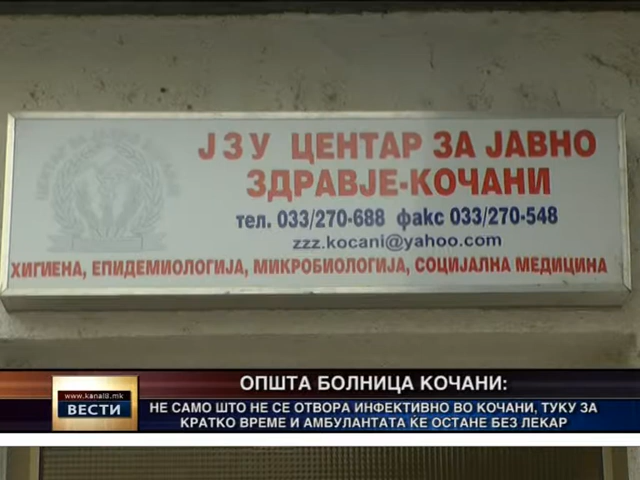 ЈЗУ ЦЕНТАР ЗА ЈАВНО
ЗДРАВЈЕ-КОЧАНИ
тел. 033/270-688 факс 033/270-548
zzz.kocani@yahoo.com
ХИГИЕНА, ЕПИДЕМИОЛОГИЈА, МИКРОБИОЛОГИЈА, СОЦИЈАЛНА МЕДИЦИНА
ОПШТА БОЛНИЦА КОЧАНИ:
www.kanal8.mk
ВЕСТИ
НЕ САМО ШТО НЕ СЕ ОТВОРА ИНФЕКТИВНО ВО КОЧАНИ, ТУКУ ЗА
КРАТКО ВРЕМЕ И АМБУЛАНТАТА ЌЕ ОСТАНЕ БЕЗ ЛЕКАР